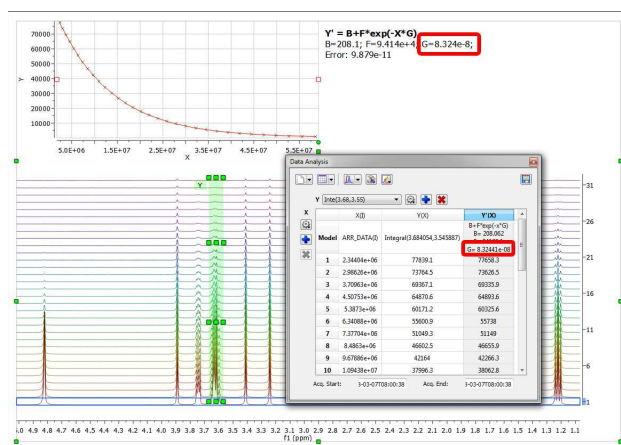 Y' = B+F*exp(-X*G)
B=208.1; F=9.414e+4; G=8.324e-8;
Error: 9.879e-11
70000
60000
50000
40000
30000
20000
10000
Y
5.0E+06 1.5E+07 2.5E+07 3.5E+07 4.5E+07 5.5E+07
X
Data Analysis
Y Inte(3.68,3.55)
X
X(I) Y(X) Y'(X)
Model ARR_DATA(I) Integral(3.684054,3.545887) B+F*exp(-x*G)
B= 208.062
G= 8.32441e-08
1 2.34404e+06 77839.1 77658.3
2 2.98626e+06 73764.5 73626.5
3 3.70963e+06 69367.1 69335.9
4 4.50753e+06 64870.6 64893.6
5 5.3873e+06 60171.2 60325.6
6 6.34088e+06 55600.9 55738
7 7.37704e+06 51049.3 51149
8 8.4863e+06 46602.5 46655.9
9 9.67886e+06 42164 42266.3
10 1.09438e+07 37996.3 38062.8
Acq. Start: 3-03-07T08:00:38 Acq. End: 3-03-07T08:00:38
Y
31
26
21
16
11
6
1
5.0 4.9 4.8 4.7 4.6 4.5 4.4 4.3 4.2 4.1 4.0 3.9 3.8 3.7 3.6 3.5 3.4 3.3 3.2 3.1 3.0 2.9 2.8 2.7 2.6 2.5 2.4 2.3 2.2 2.1 2.0 1.9 1.8 1.7 1.6 1.5 1.4 1.3 1.2 1.1
f1 (ppm)